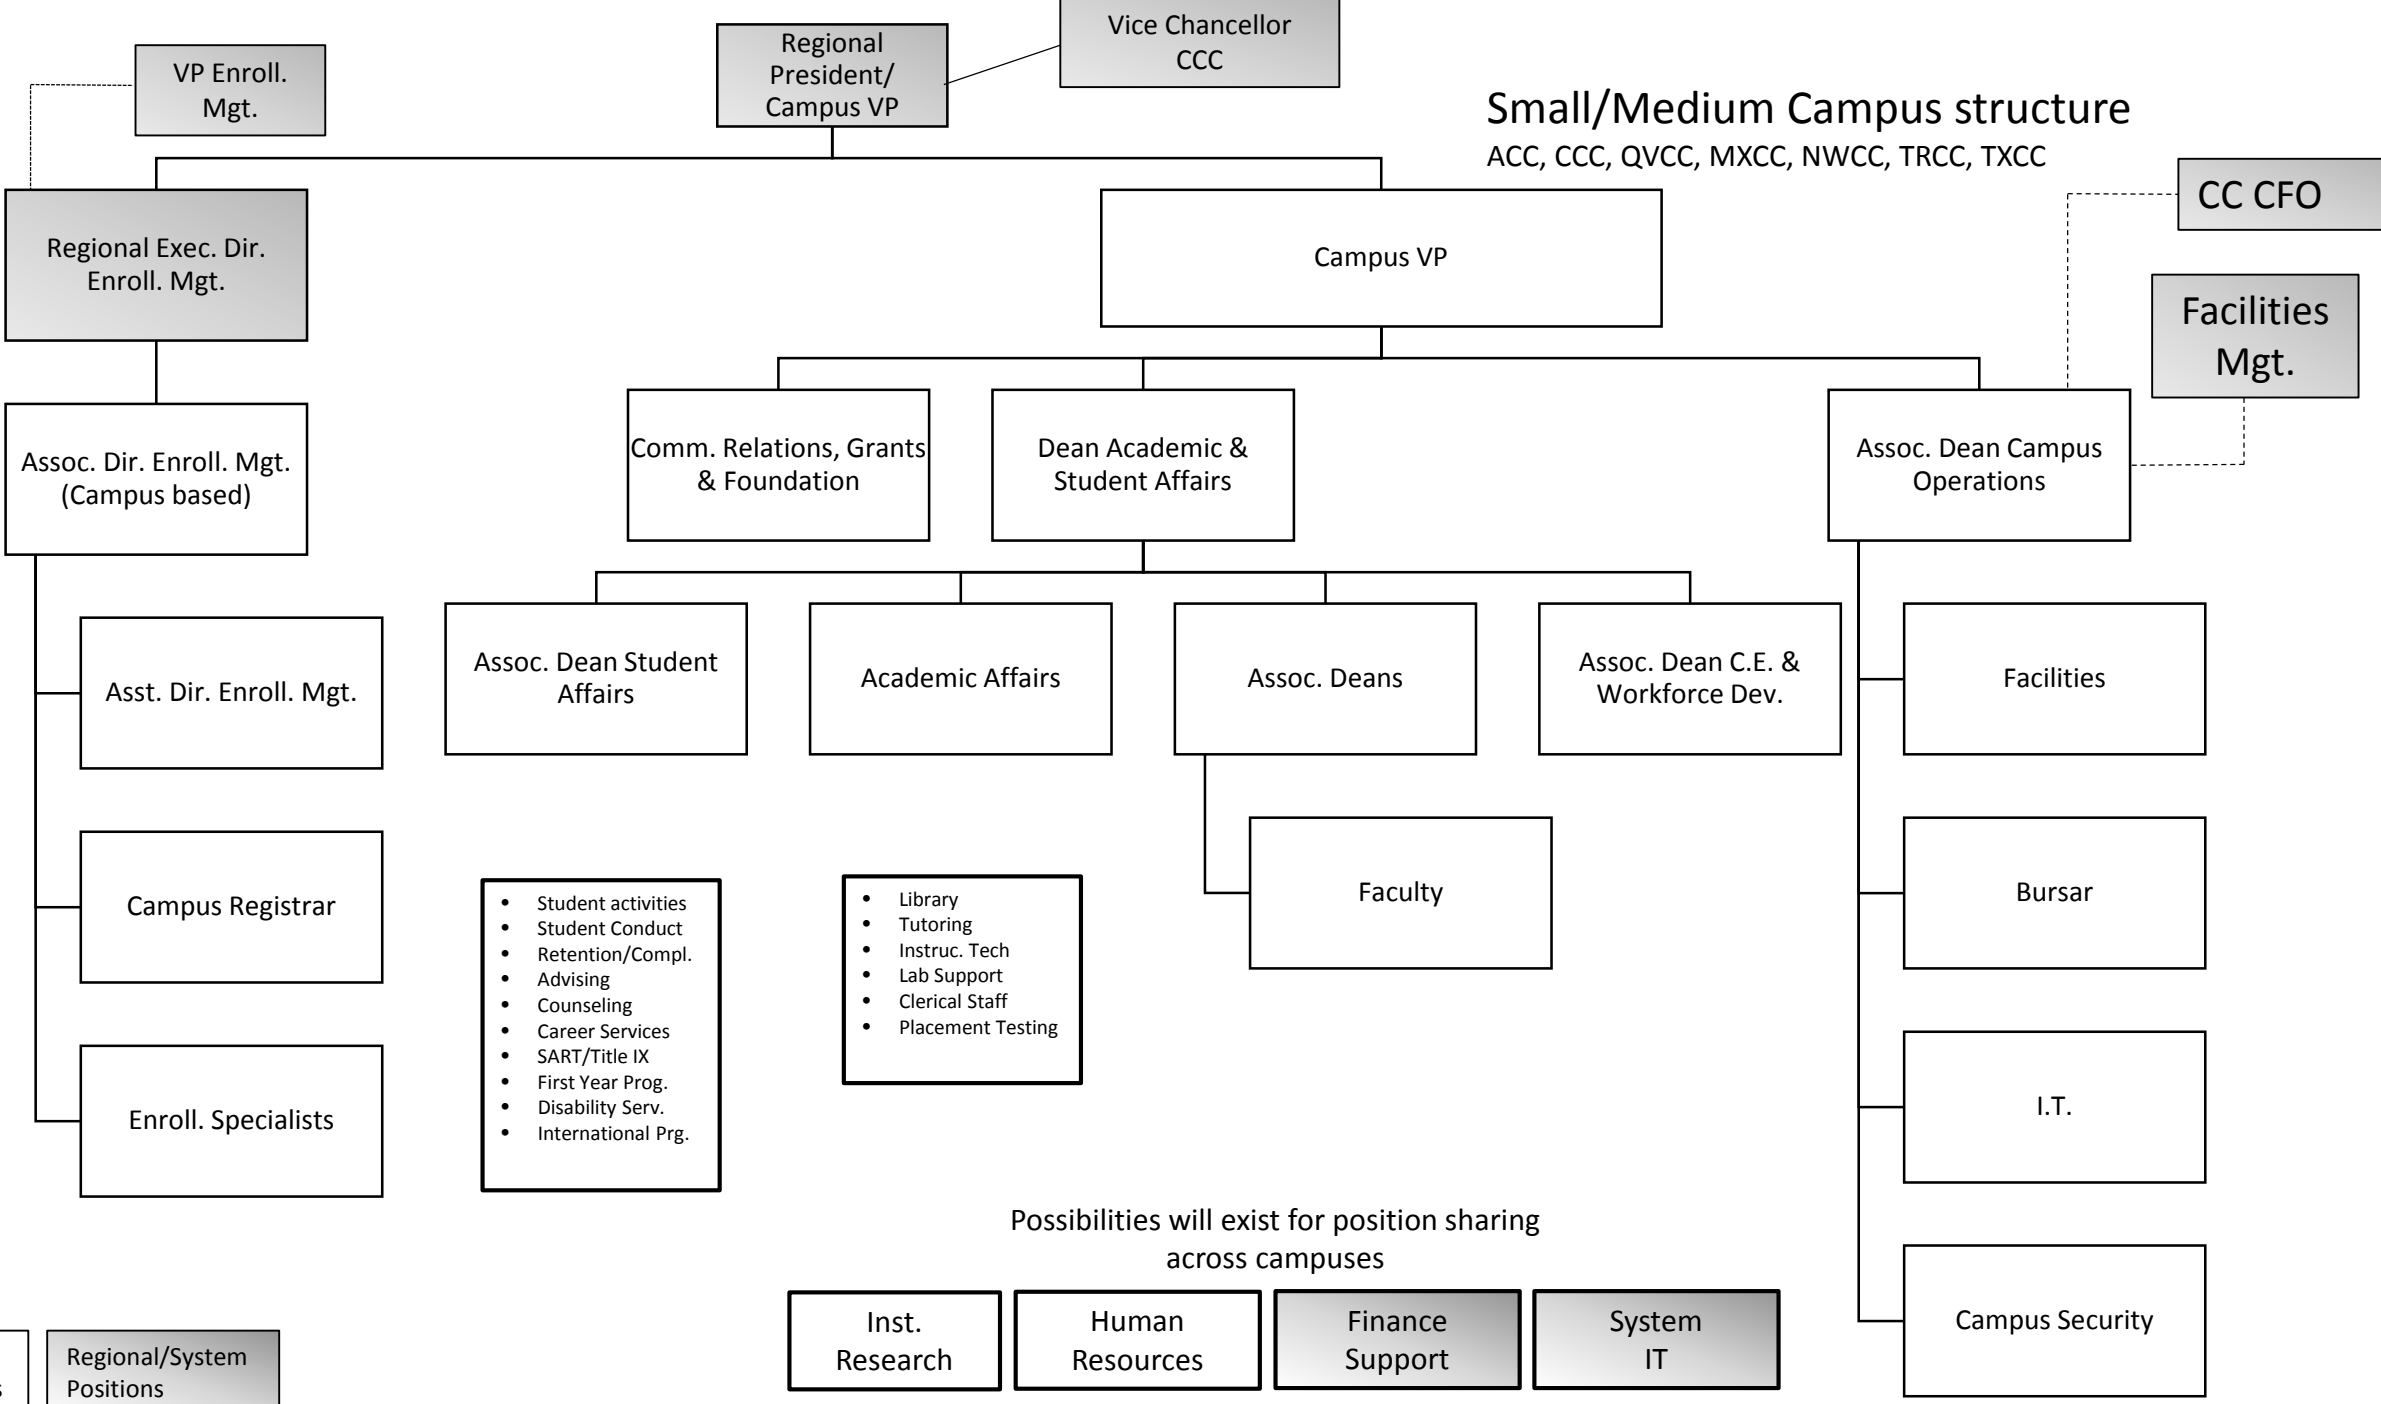 Vice Chancellor
CCC
Regional
President/
Campus VP
VP Enroll.
Mgt.
Small/Medium Campus structure
ACC, CCC, QVCC, MXCC, NWCC, TRCC, TXCC
CC CFO
Regional Exec. Dir.
Enroll. Mgt.
Campus VP
Facilities
Mgt.
Assoc. Dir. Enroll. Mgt.
(Campus based)
Comm. Relations, Grants
& Foundation
Dean Academic &
Student Affairs
Assoc. Dean Campus
Operations
Asst. Dir. Enroll. Mgt.
Assoc. Dean Student
Affairs
Academic Affairs
Assoc. Deans
Assoc. Dean C.E. &
Workforce Dev.
Facilities
Campus Registrar
• Student activities
• Student Conduct
• Retention/Compl.
• Advising
• Counseling
• Career Services
• SART/Title IX
• First Year Prog.
• Disability Serv.
• International Prg.
• Library
• Tutoring
• Instruc. Tech
• Lab Support
• Clerical Staff
• Placement Testing
Faculty
Bursar
Enroll. Specialists
I.T.
Possibilities will exist for position sharing
across campuses
Inst.
Research
Human
Resources
Finance
Support
System
IT
Campus Security
Regional/System
Positions